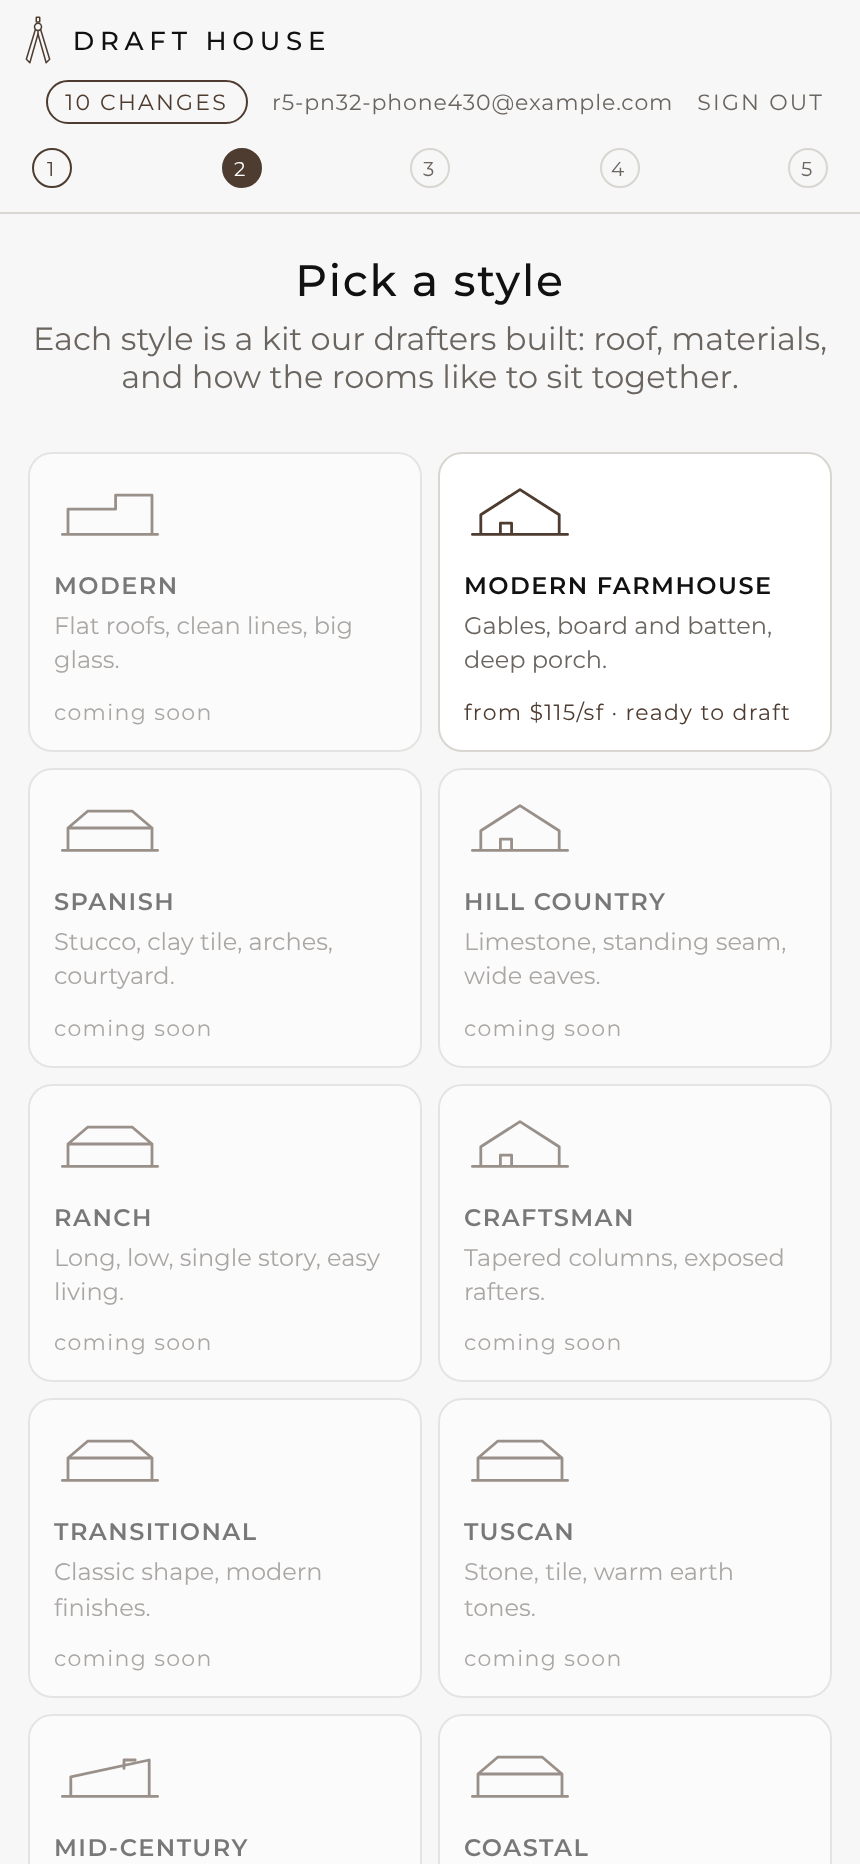 DRAFT HOUSE
10 CHANGES r5-pn32-phone430@example.com SIGN OUT
1 2 3 4 5
Pick a style
Each style is a kit our drafters built: roof, materials,
and how the rooms like to sit together.
MODERN
Flat roofs, clean lines, big
glass.
coming soon
MODERN FARMHOUSE
Gables, board and batten,
deep porch.
from $115/sf · ready to draft
SPANISH
Stucco, clay tile, arches,
courtyard.
coming soon
HILL COUNTRY
Limestone, standing seam,
wide eaves.
coming soon
RANCH
Long, low, single story, easy
living.
coming soon
CRAFTSMAN
Tapered columns, exposed
rafters.
coming soon
TRANSITIONAL
Classic shape, modern
finishes.
coming soon
TUSCAN
Stone, tile, warm earth
tones.
coming soon
MID-CENTURY
COASTAL